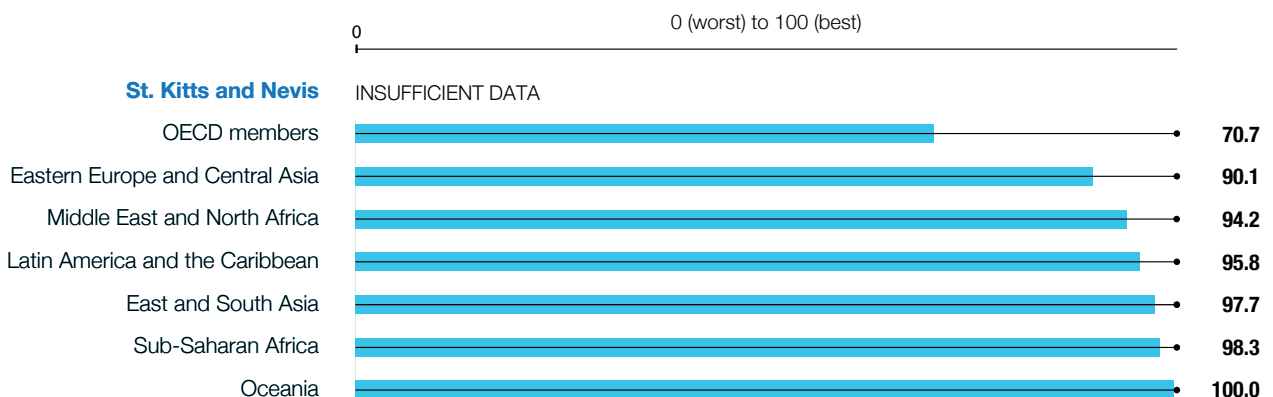 0 (worst) to 100 (best)
0
St. Kitts and Nevis INSUFFICIENT DATA
OECD members 70.7
Eastern Europe and Central Asia 90.1
Middle East and North Africa 94.2
Latin America and the Caribbean 95.8
East and South Asia 97.7
Sub-Saharan Africa 98.3
Oceania 100.0